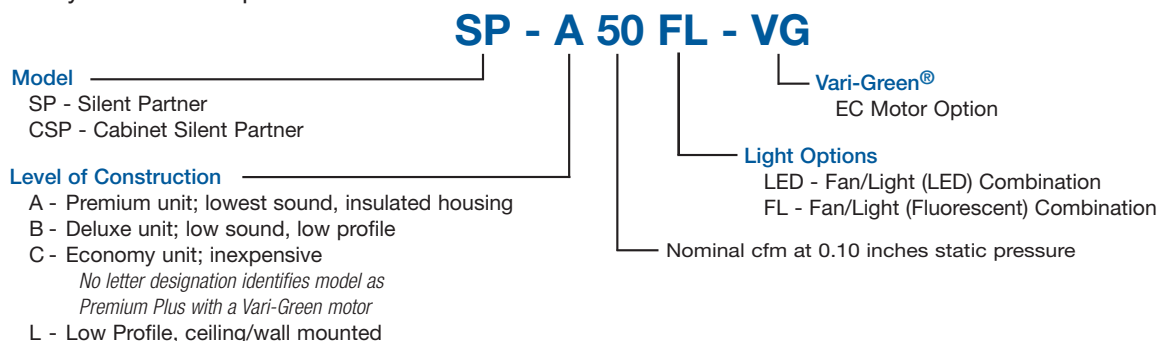 SP - A 50 FL - VG
Model
SP - Silent Partner
CSP - Cabinet Silent Partner
Level of Construction
A - Premium unit; lowest sound, insulated housing
B - Deluxe unit; low sound, low profile
C - Economy unit; inexpensive
No letter designation identifies model as
Premium Plus with a Vari-Green motor
L - Low Profile, ceiling/wall mounted
Vari-Green®
EC Motor Option
Light Options
LED - Fan/Light (LED) Combination
FL - Fan/Light (Fluorescent) Combination
Nominal cfm at 0.10 inches static pressure